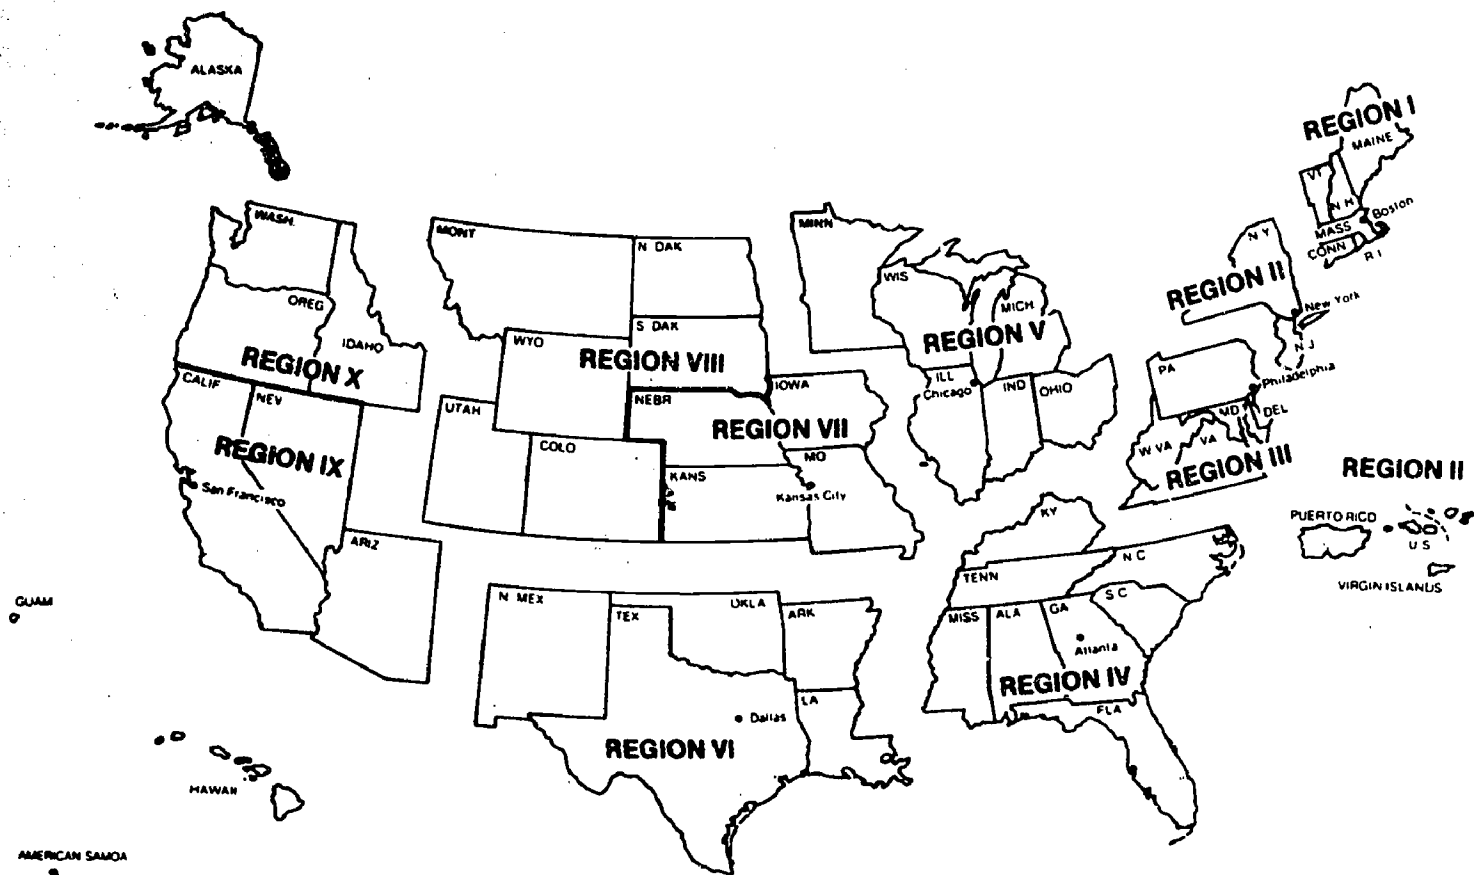 ALASKA
REGION I
MAINE
VT
N H
Boston
MASS
CONN
R I
WASH.
MONT
N DAK
MINN
WIS
MICH
N Y
REGION II
New York
N J
OREG
IDAHO
REGION X
WYO
S DAK
REGION VIII
REGION V
PA
Philadelphia
CALIF
NEV
UTAH
NEBR
IOWA
ILL
Chicago
IND
OHIO
MD
DEL
REGION IX
COLO
REGION VII
W VA
VA
REGION III
REGION II
San Francisco
KANS
MO
Kansas City
KY
PUERTO RICO
U S
VIRGIN ISLANDS
ARIZ
TENN
N C
GUAM
N MEX
TEX
OKLA
ARK
MISS
ALA
GA
S C
Atlanta
REGION IV
LA
FLA
Dallas
REGION VI
HAWAII
AMERICAN SAMOA